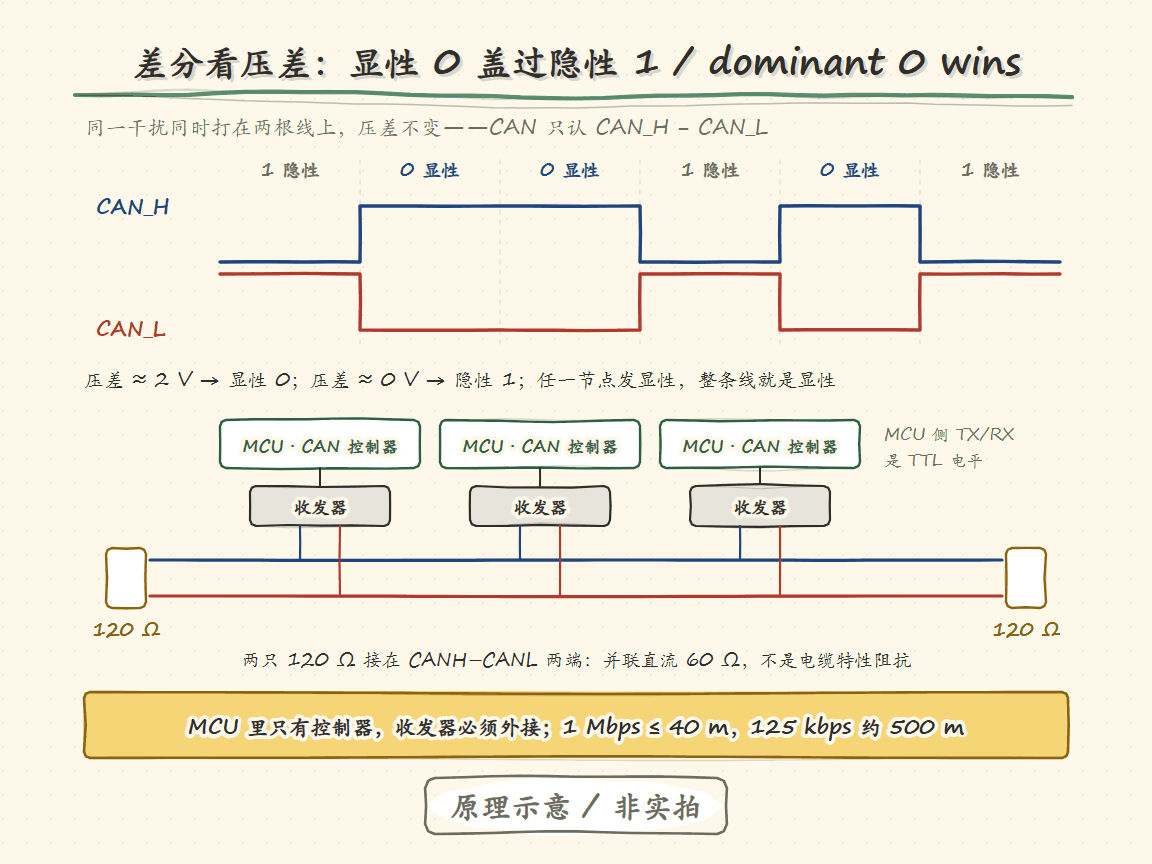 差分看压差：显性 0 盖过隐性 1 / dominant 0 wins
同一干扰同时打在两根线上，压差不变——CAN 只认 CAN_H − CAN_L
1 隐性 0 显性 0 显性 1 隐性 0 显性 1 隐性
CAN_H
CAN_L
压差 ≈ 2 V → 显性 0；压差 ≈ 0 V → 隐性 1；任一节点发显性，整条线就是显性
MCU · CAN 控制器 MCU · CAN 控制器 MCU · CAN 控制器
MCU 侧 TX/RX
是 TTL 电平
收发器 收发器 收发器
120 Ω 120 Ω
两只 120 Ω 接在 CANH−CANL 两端：并联直流 60 Ω，不是电缆特性阻抗
MCU 里只有控制器，收发器必须外接；1 Mbps ≤ 40 m，125 kbps 约 500 m
原理示意 / 非实拍